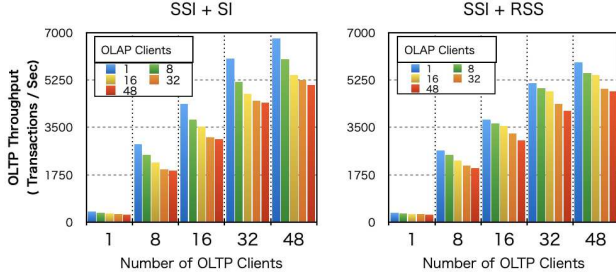 SSI + SI
OLTP Throughput
( Transactions / Sec)
7000
5250
3500
1750
0
OLAP Clients
1 8
16 32
48
1 8 16 32 48
Number of OLTP Clients
SSI + RSS
7000
5250
3500
1750
0
OLAP Clients
1 8
16 32
48
1 8 16 32 48
Number of OLTP Clients